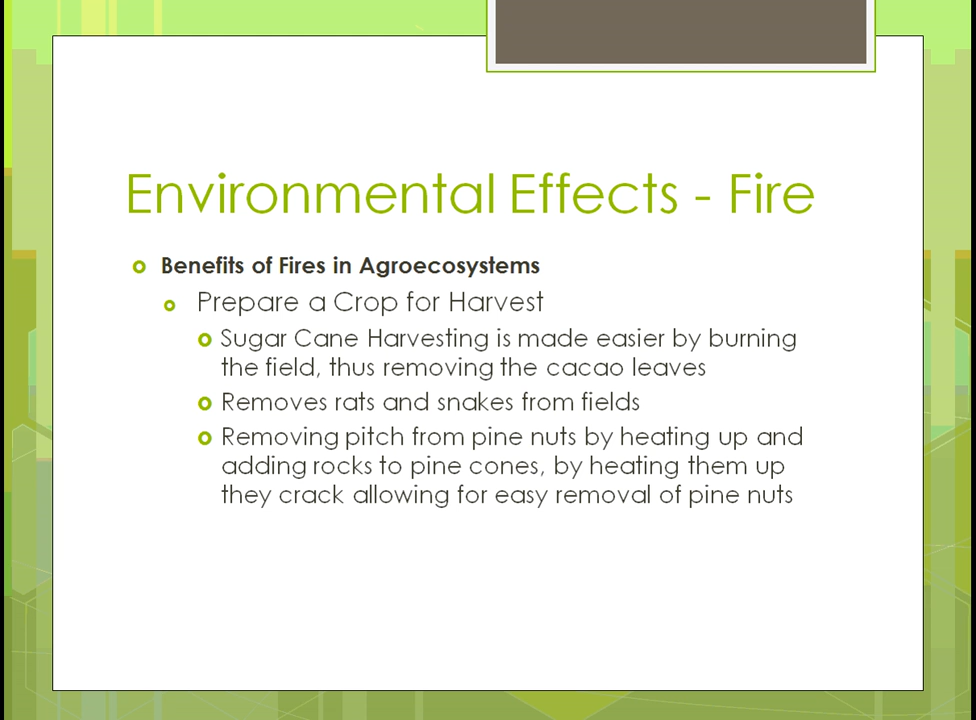 Environmental Effects - Fire
Benefits of Fires in Agroecosystems
Prepare a Crop for Harvest
Sugar Cane Harvesting is made easier by burning
the field, thus removing the cacao leaves
Removes rats and snakes from fields
Removing pitch from pine nuts by heating up and
adding rocks to pine cones, by heating them up
they crack allowing for easy removal of pine nuts